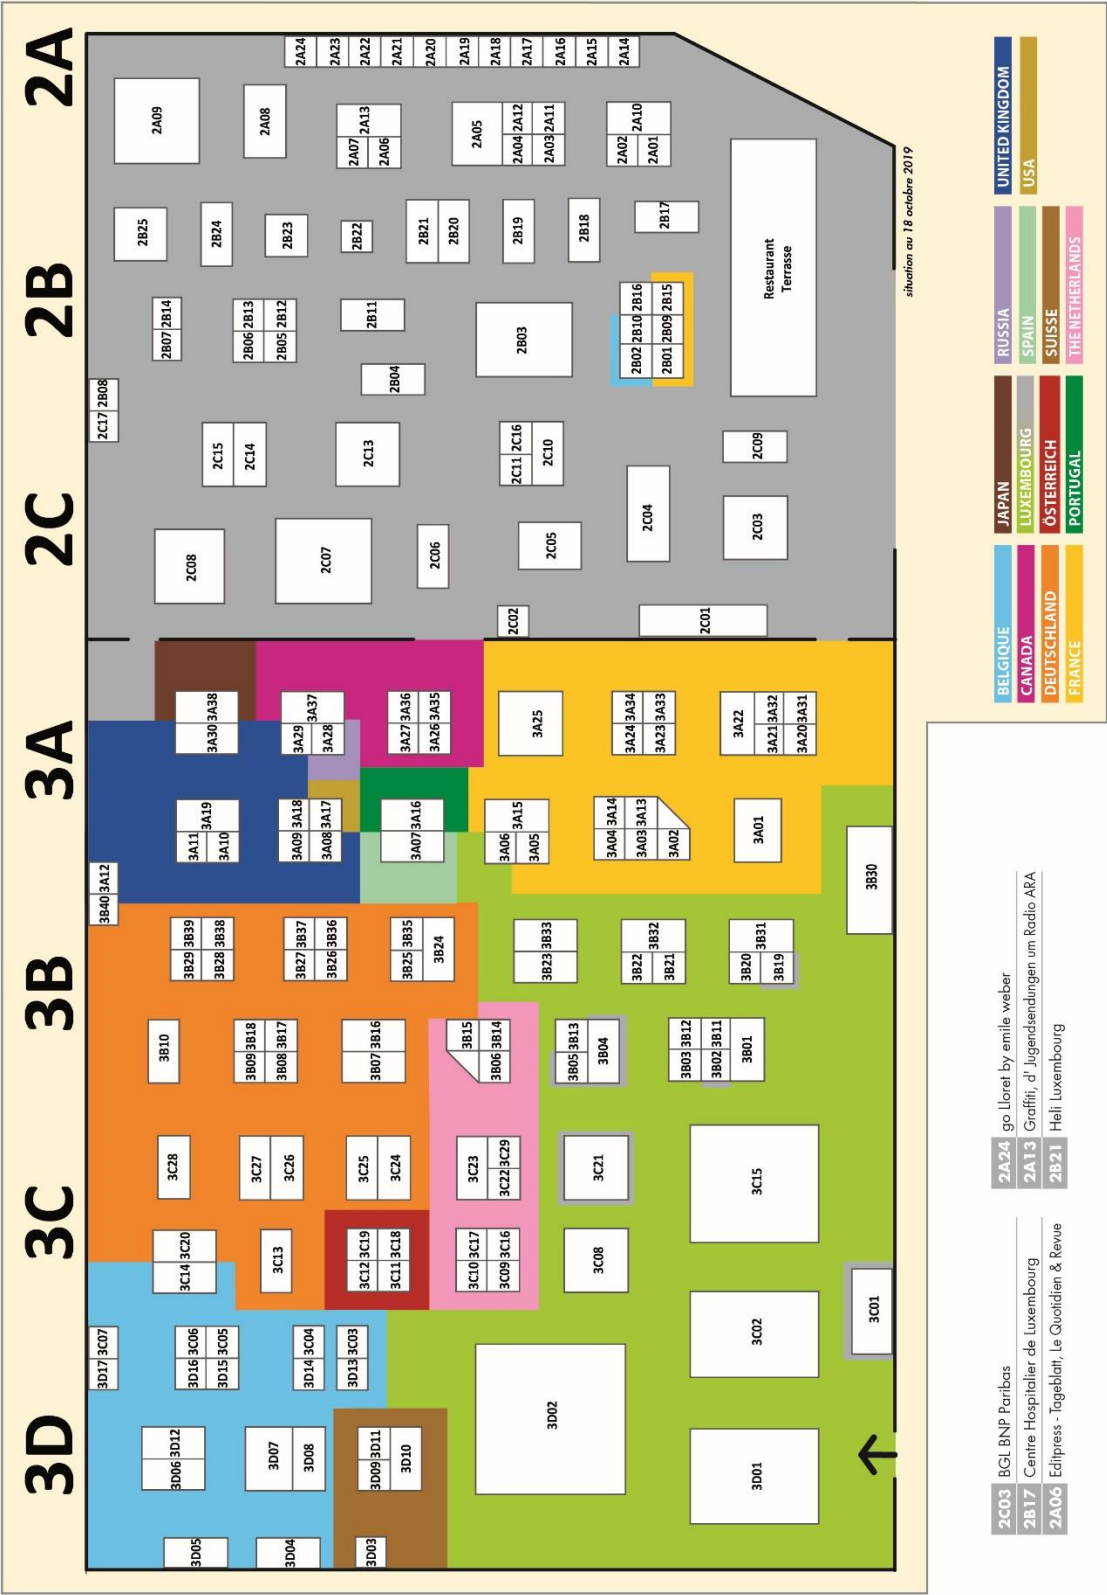 3D
3C
3B
3A
2C
2B
2A
3D05
3D04
3D03
3D06
3D12
3D07
3D08
3D09
3D11
3D10
3D02
3D01
3D17
3C07
3D16
3C06
3D15
3C05
3D14
3C04
3D13
3C03
3C02
3C01
3C14
3C20
3C13
3C12
3C19
3C11
3C18
3C10
3C17
3C09
3C16
3C08
3C28
3C27
3C26
3C25
3C24
3C23
3C22
3C29
3C21
3C15
3B10
3B09
3B18
3B08
3B17
3B07
3B16
3B15
3B06
3B14
3B05
3B13
3B04
3B03
3B12
3B02
3B11
3B01
3B40
3A12
3B29
3B39
3B28
3B38
3B27
3B37
3B26
3B36
3B25
3B35
3B24
3B23
3B33
3B22
3B32
3B21
3B20
3B31
3B19
3B30
3A11
3A19
3A10
3A09
3A18
3A08
3A17
3A07
3A16
3A06
3A15
3A05
3A04
3A14
3A03
3A13
3A02
3A01
3A30
3A38
3A29
3A37
3A28
3A27
3A36
3A26
3A35
3A25
3A24
3A34
3A23
3A33
3A22
3A21
3A32
3A20
3A31
2C02
2C01
2C08
2C07
2C06
2C05
2C04
2C03
2C17
2B08
2C15
2C14
2C13
2C11
2C16
2C10
2C09
2B07
2B14
2B06
2B13
2B05
2B12
2B11
2B04
2B03
2B02
2B10
2B16
2B01
2B09
2B15
Restaurant
Terrasse
2B25
2B24
2B23
2B22
2B21
2B20
2B19
2B18
2B17
2A09
2A08
2A07
2A13
2A06
2A05
2A04
2A12
2A03
2A11
2A02
2A10
2A01
2A24
2A23
2A22
2A21
2A20
2A19
2A18
2A17
2A16
2A15
2A14
situation au 18 octobre 2019
2C03 BGL BNP Paribas
2B17 Centre Hospitalier de Luxembourg
2A06 Editpress - Tageblatt, Le Quotidien & Revue
2A24 go Lloret by emile weber
2A13 Graffiti, d' Jugendsendungen um Radio ARA
2B21 Heli Luxembourg
BELGIQUE
CANADA
DEUTSCHLAND
FRANCE
JAPAN
LUXEMBOURG
ÖSTERREICH
PORTUGAL
RUSSIA
SPAIN
SUISSE
THE NETHERLANDS
UNITED KINGDOM
USA